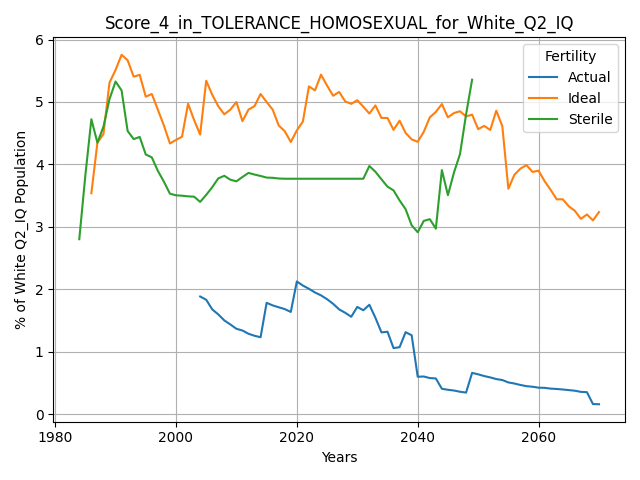 Score_4_in_TOLERANCE_HOMOSEXUAL_for_White_Q2_IQ
% of White Q2_IQ Population
6
5
4
3
2
1
0
Fertility
Actual
Ideal
Sterile
1980 2000 2020 2040 2060
Years